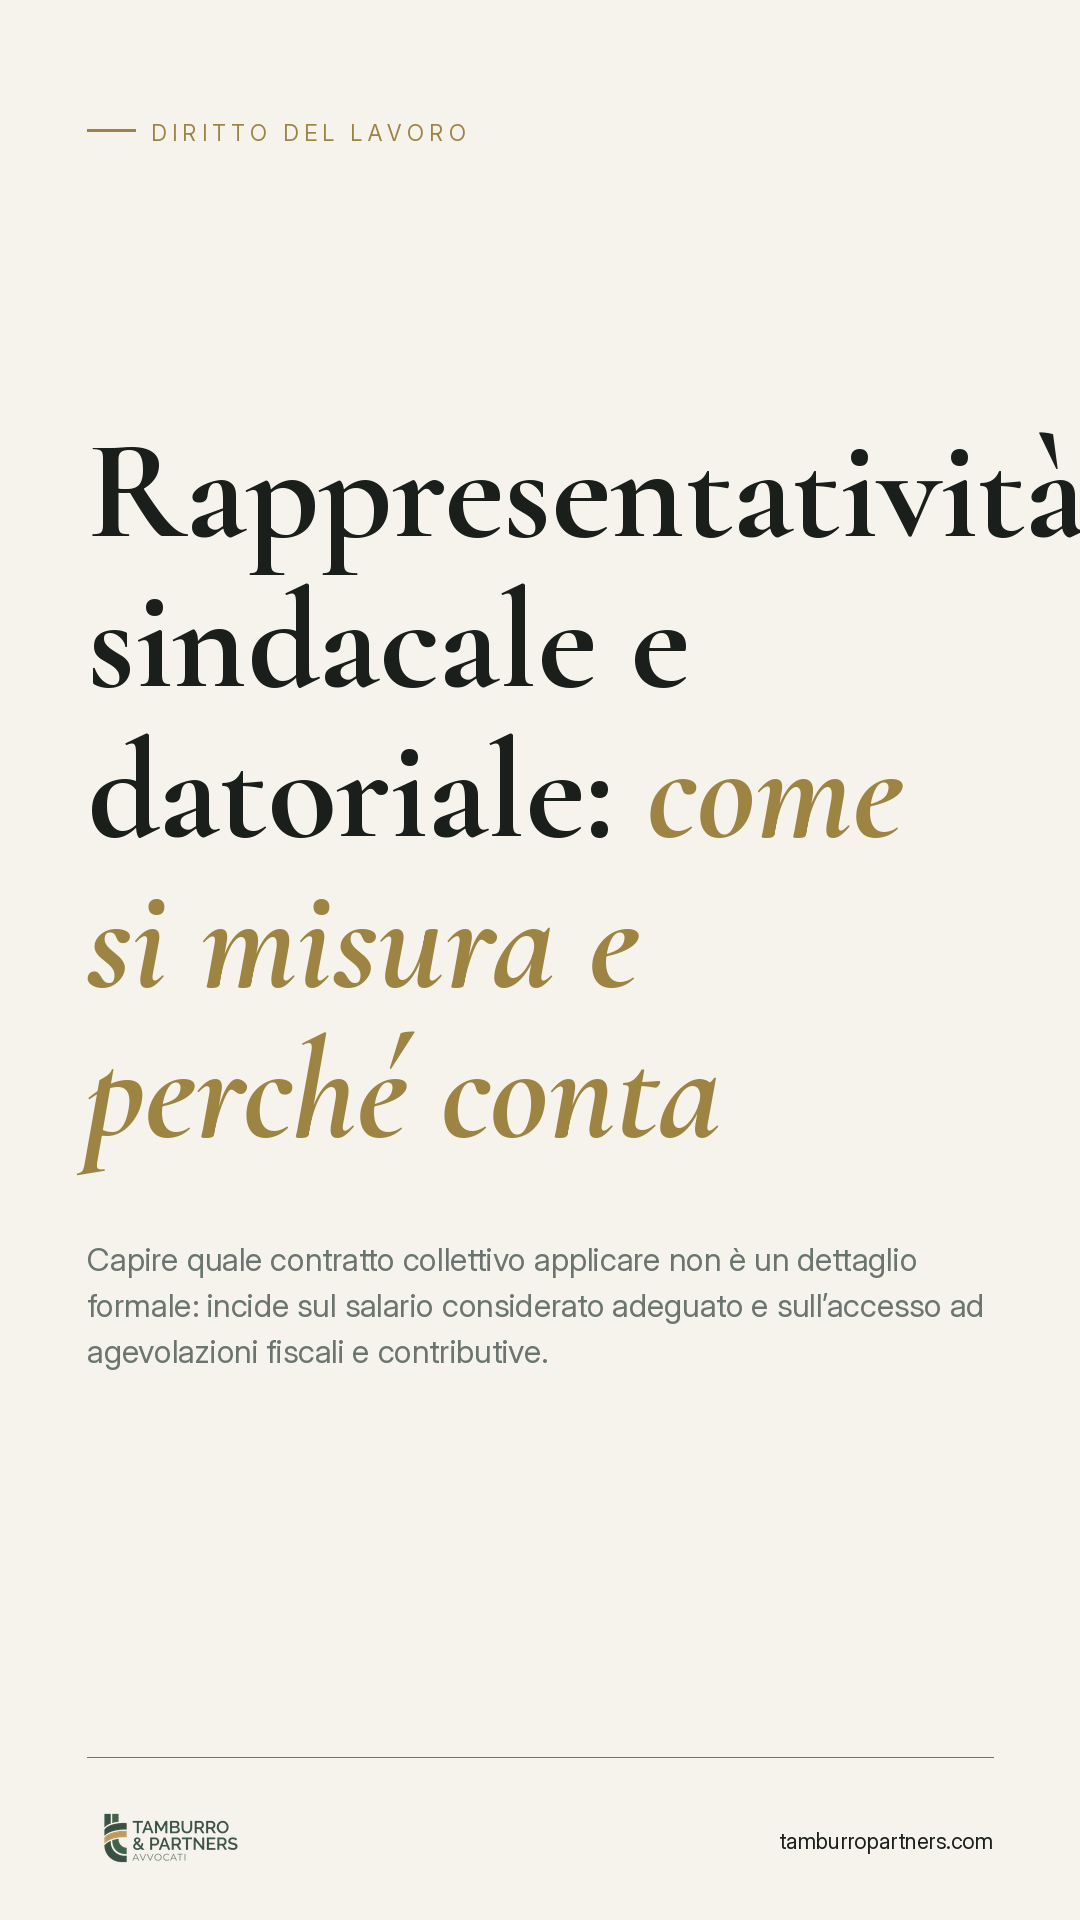 DIRITTO DEL LAVORO
Rappresentatività
sindacale e
datoriale: come
si misura e
perché conta
Capire quale contratto collettivo applicare non è un dettaglio
formale: incide sul salario considerato adeguato e sull’accesso ad
agevolazioni fiscali e contributive.
TAMBURRO
& PARTNERS
AVVOCATI
tamburropartners.com